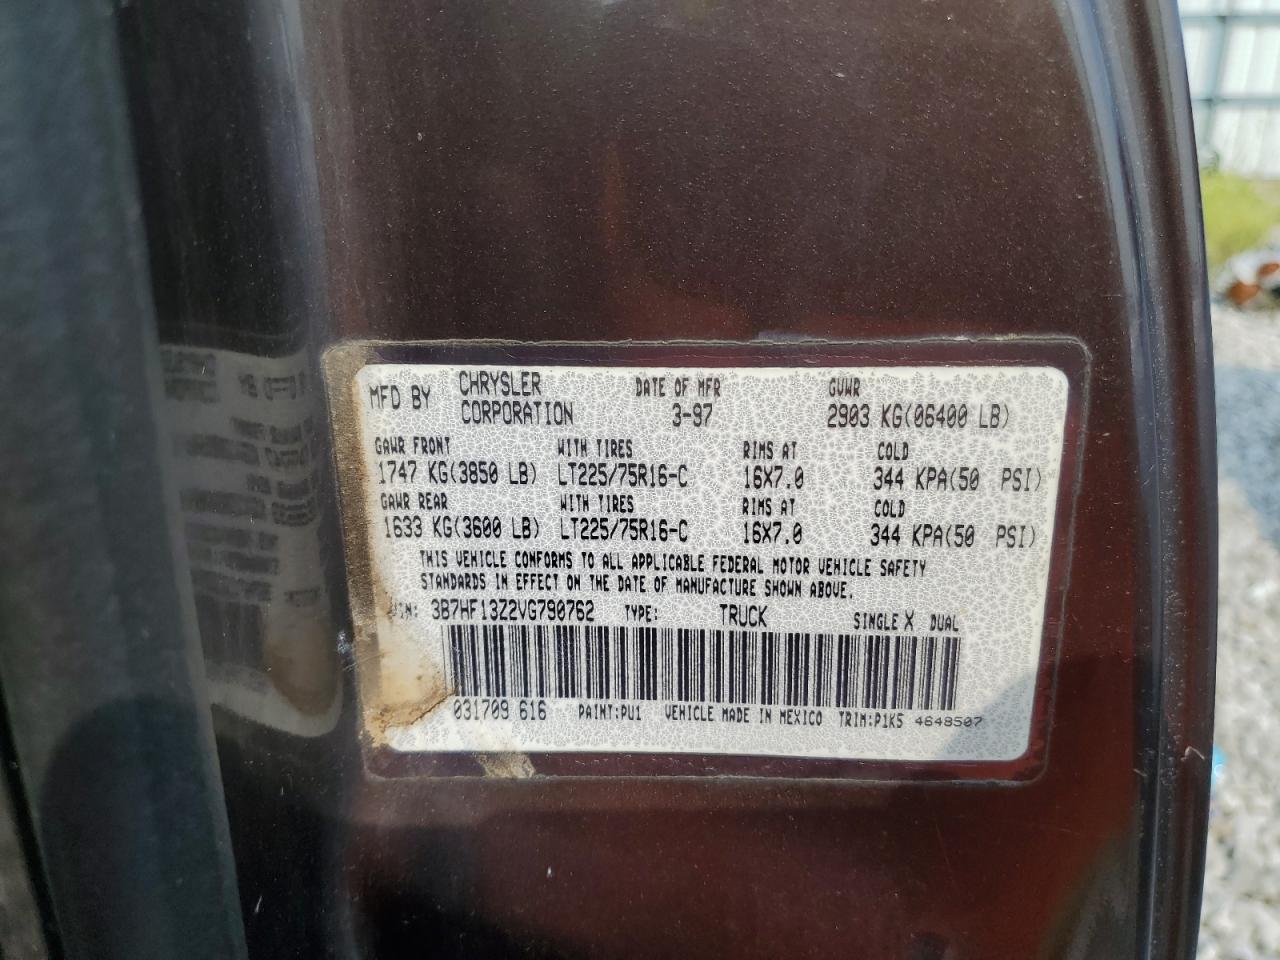 MFD BY CHRYSLER CORPORATION DATE OF MFR 3-97 GVWR 2903 KG(06400 LB)
GAWR FRONT WITH TIRES RIMS AT COLD
1747 KG(3850 LB) LT225/75R16-C 16X7.0 344 KPA(50 PSI)
GAWR REAR WITH TIRES RIMS AT COLD
1633 KG(3600 LB) LT225/75R16-C 16X7.0 344 KPA(50 PSI)
THIS VEHICLE CONFORMS TO ALL APPLICABLE FEDERAL MOTOR VEHICLE SAFETY
STANDARDS IN EFFECT ON THE DATE OF MANUFACTURE SHOWN ABOVE.
VIN: 3B7HF13Z2VG790762 TYPE: TRUCK SINGLE X DUAL
031709 616 PAINT:PU1 VEHICLE MADE IN MEXICO TRIM:P1K5 4648507